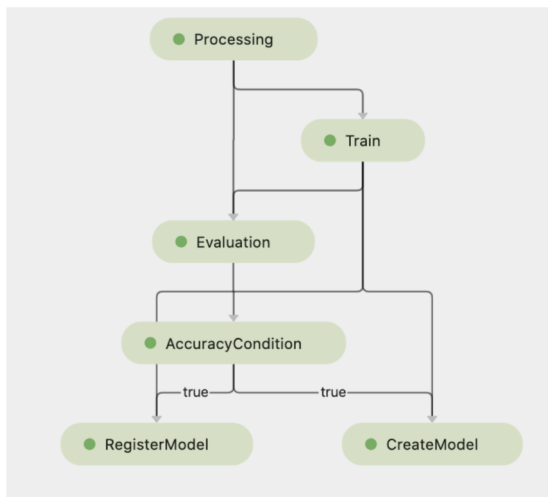 Processing
Train
Evaluation
AccuracyCondition
true
true
RegisterModel
CreateModel